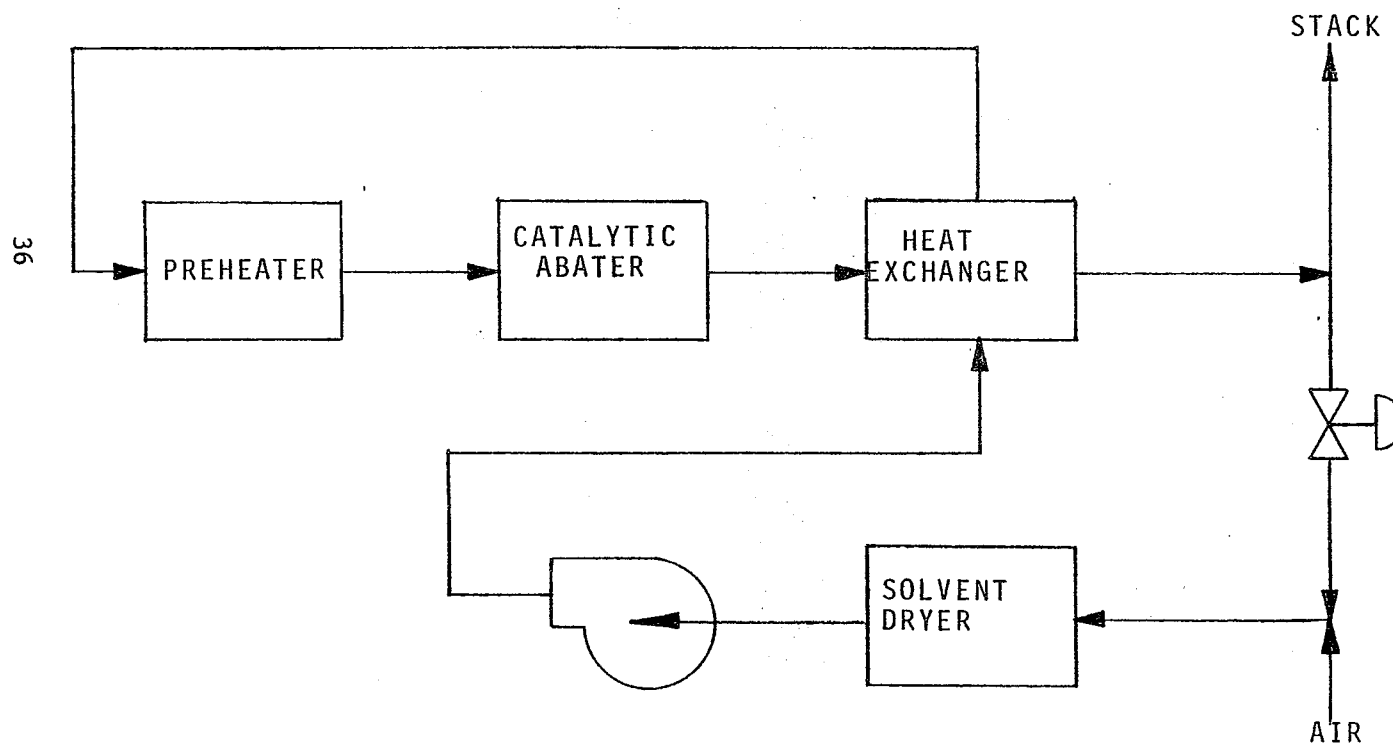 STACK
PREHEATER
CATALYTIC
ABATER
HEAT
EXCHANGER
36
SOLVENT
DRYER
AIR